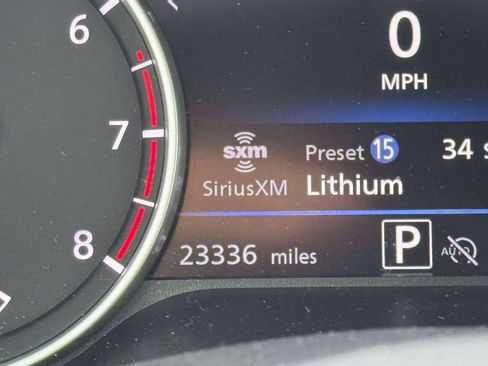 6
7
8
0
MPH
sxm
SiriusXM
Preset 15
34
Lithium
23336 miles
P
AUTO